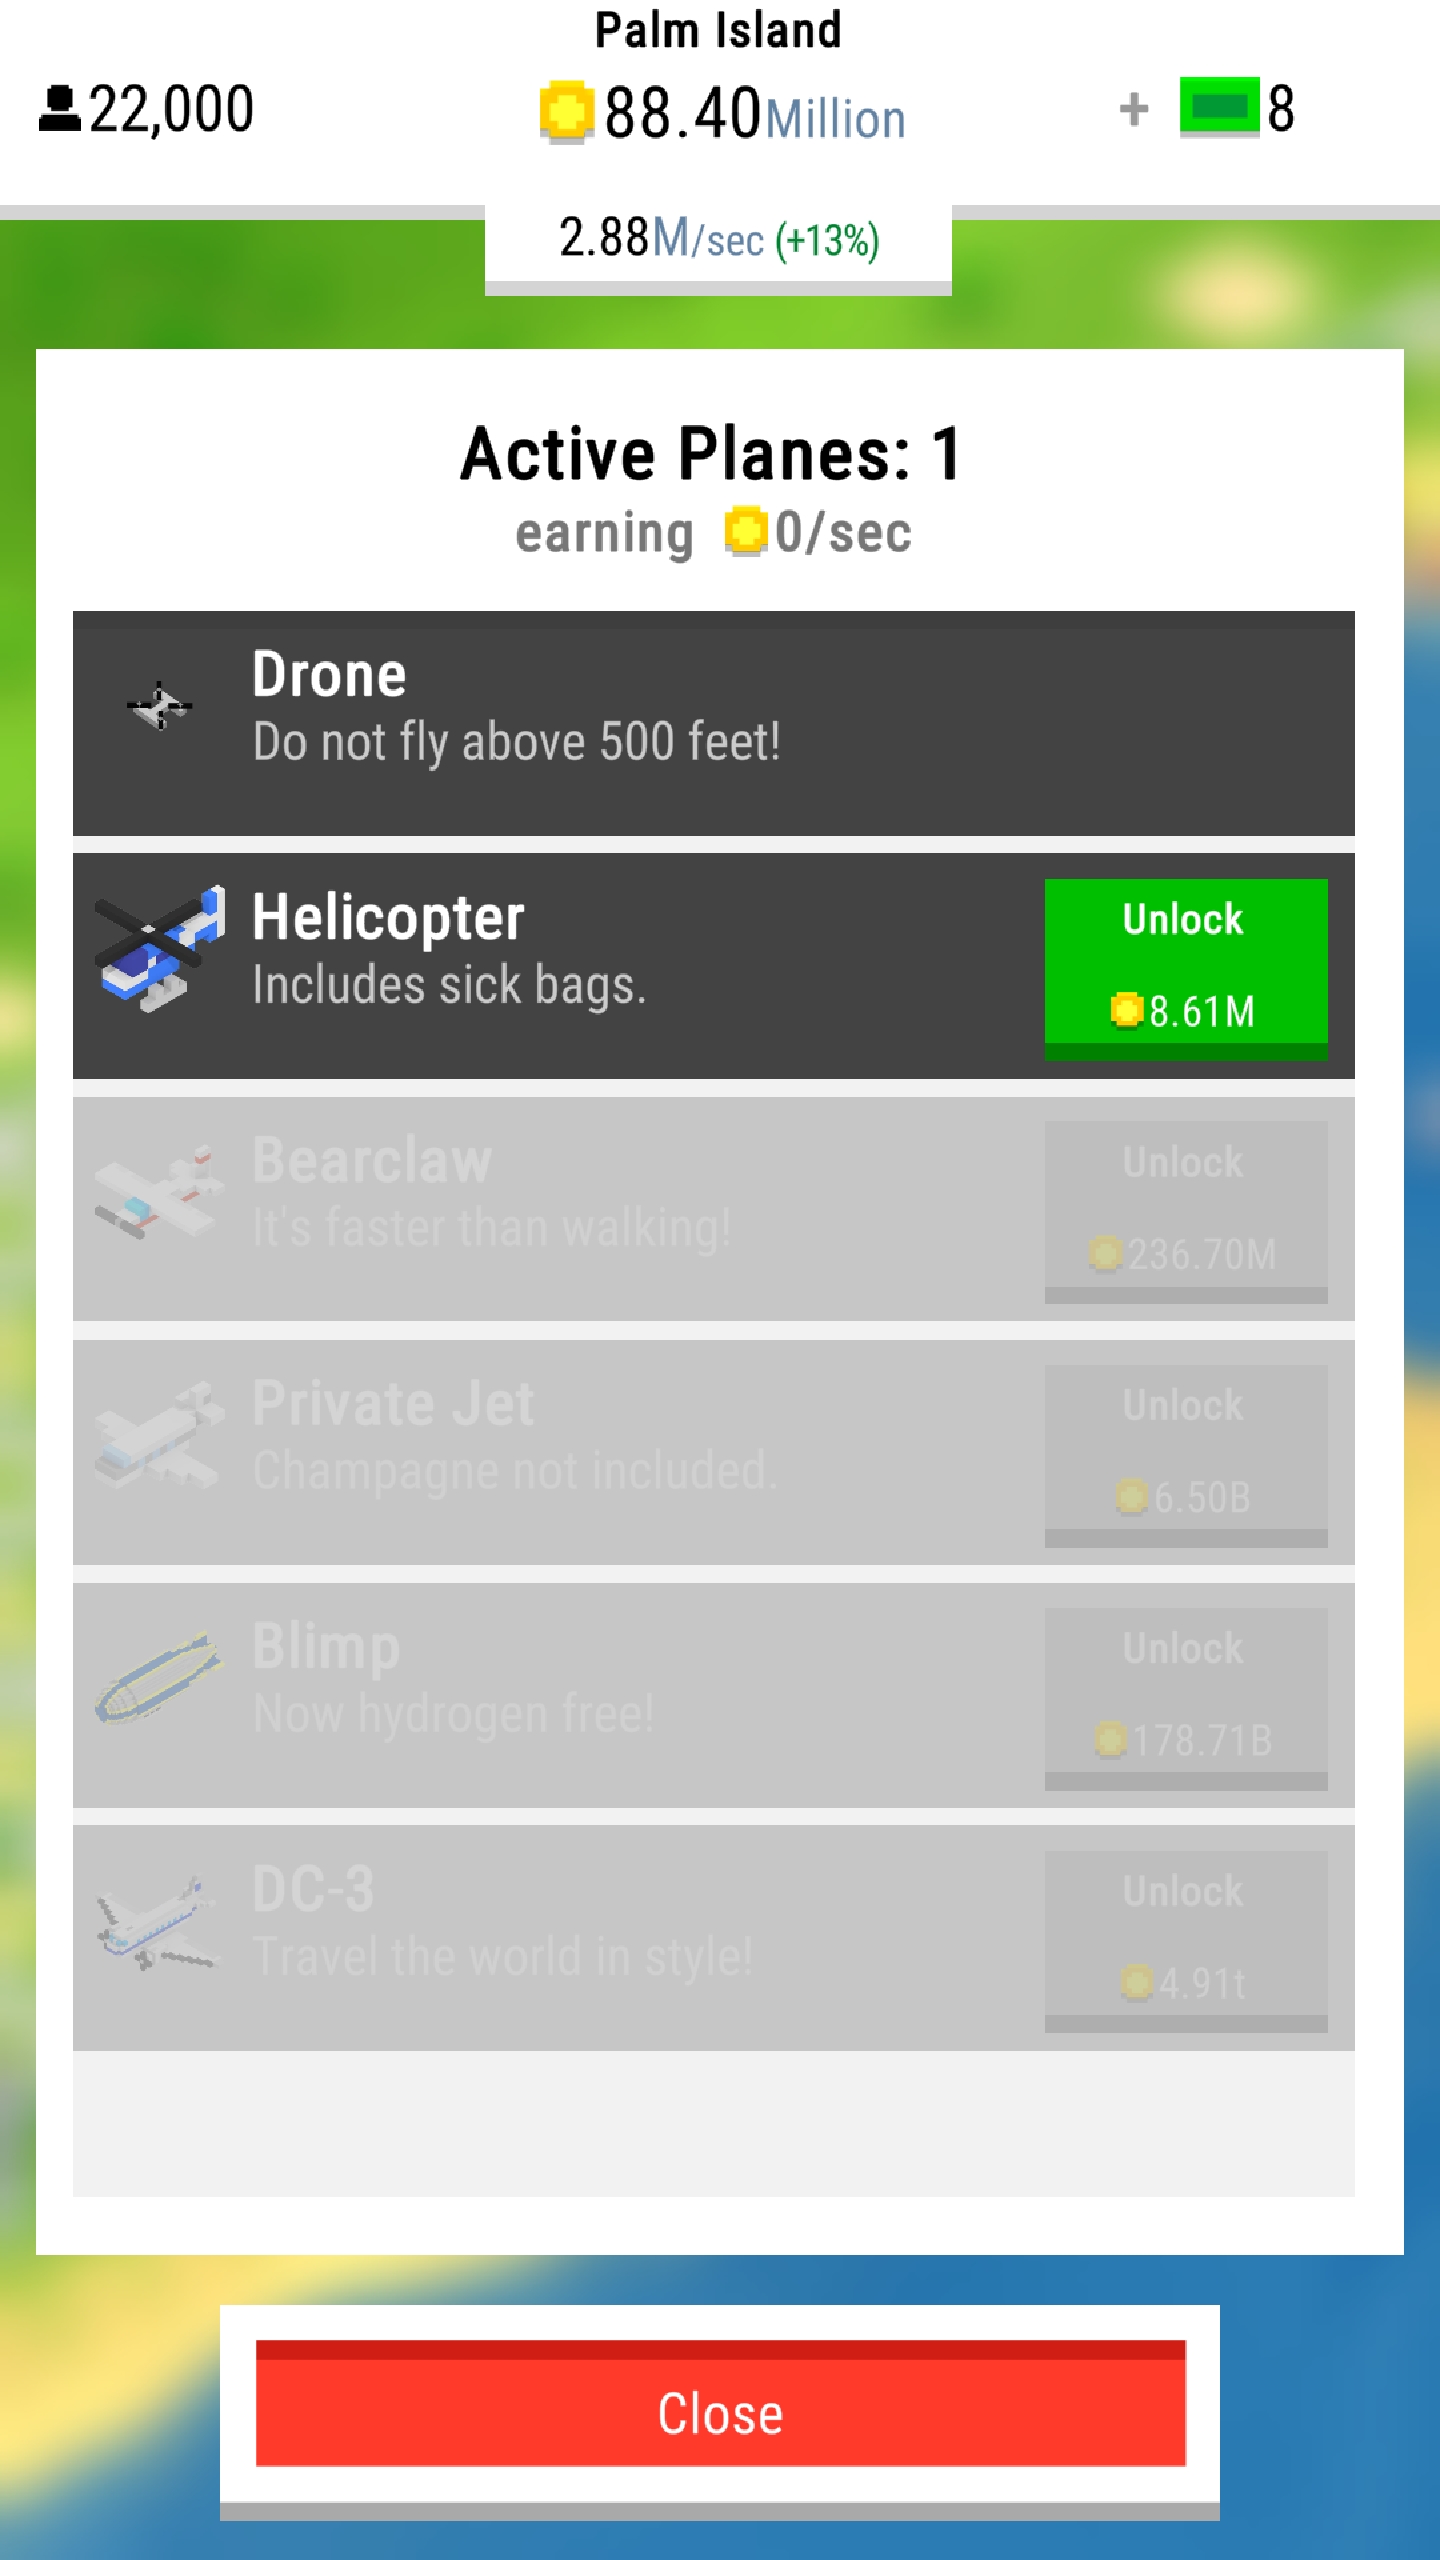 Palm Island
22,000
88.40Million
+ 8
2.88M/sec (+13%)
Active Planes: 1
earning 0/sec
Drone
Do not fly above 500 feet!
Helicopter
Includes sick bags.
Unlock
8.61M
Bearclaw
It's faster than walking!
Unlock
236.70M
Private Jet
Champagne not included.
Unlock
6.50B
Blimp
Now hydrogen free!
Unlock
178.71B
DC-3
Travel the world in style!
Unlock
4.91t
Close